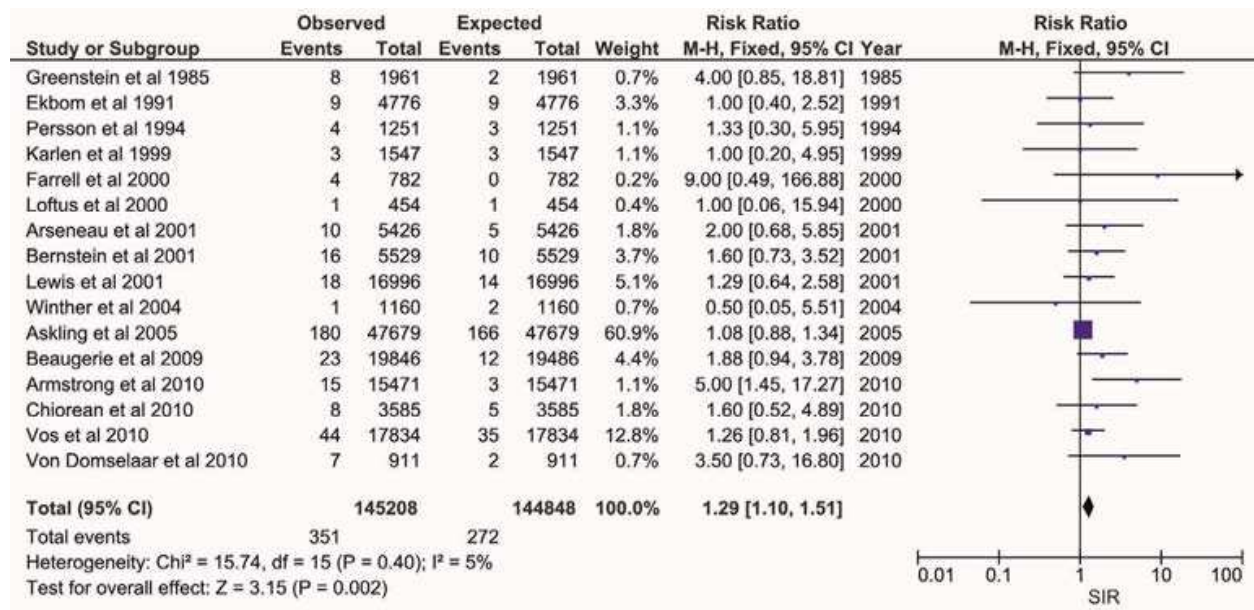 Observed Expected Risk Ratio Risk Ratio
Study or Subgroup Events Total Events Total Weight M-H, Fixed, 95% CI Year M-H, Fixed, 95% CI
Greenstein et al 1985 8 1961 2 1961 0.7% 4.00 [0.85, 18.81] 1985
Ekbom et al 1991 9 4776 9 4776 3.3% 1.00 [0.40, 2.52] 1991
Persson et al 1994 4 1251 3 1251 1.1% 1.33 [0.30, 5.95] 1994
Karlen et al 1999 3 1547 3 1547 1.1% 1.00 [0.20, 4.95] 1999
Farrell et al 2000 4 782 0 782 0.2% 9.00 [0.49, 166.88] 2000
Loftus et al 2000 1 454 1 454 0.4% 1.00 [0.06, 15.94] 2000
Arseneau et al 2001 10 5426 5 5426 1.8% 2.00 [0.68, 5.85] 2001
Bernstein et al 2001 16 5529 10 5529 3.7% 1.60 [0.73, 3.52] 2001
Lewis et al 2001 18 16996 14 16996 5.1% 1.29 [0.64, 2.58] 2001
Winther et al 2004 1 1160 2 1160 0.7% 0.50 [0.05, 5.51] 2004
Askling et al 2005 180 47679 166 47679 60.9% 1.08 [0.88, 1.34] 2005
Beaugerie et al 2009 23 19846 12 19486 4.4% 1.88 [0.94, 3.78] 2009
Armstrong et al 2010 15 15471 3 15471 1.1% 5.00 [1.45, 17.27] 2010
Chiorean et al 2010 8 3585 5 3585 1.8% 1.60 [0.52, 4.89] 2010
Vos et al 2010 44 17834 35 17834 12.8% 1.26 [0.81, 1.96] 2010
Von Domselaar et al 2010 7 911 2 911 0.7% 3.50 [0.73, 16.80] 2010
Total (95% CI) 145208 144848 100.0% 1.29 [1.10, 1.51]
Total events 351 272
Heterogeneity: Chi² = 15.74, df = 15 (P = 0.40); I² = 5%
Test for overall effect: Z = 3.15 (P = 0.002)
0.01 0.1 1 10 100
SIR